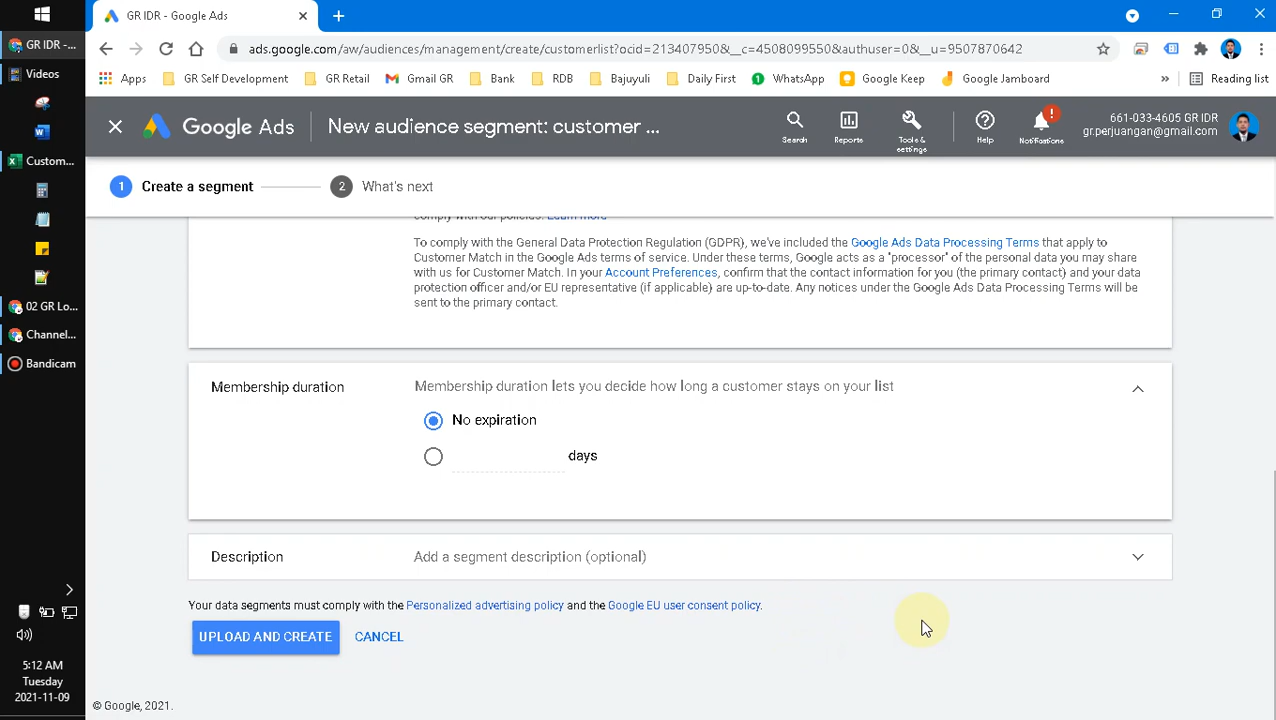 GR IDR - Google Ads
GR IDR -...
ads.google.com/aw/audiences/management/create/customerlist?ocid=213407950&__c=4508099550&authuser=0&__u=9507870642
Videos
Apps
GR Self Development
GR Retail
Gmail GR
Bank
RDB
Bajuyuli
Daily First
WhatsApp
Google Keep
Google Jamboard
»
Reading list
Google Ads
New audience segment: customer ...
Search
Reports
Tools & settings
Help
Notifications
661-033-4605 GR IDR
gr.perjuangan@gmail.com
Custom...
1 Create a segment
2 What's next
comply with our policies. Learn more
To comply with the General Data Protection Regulation (GDPR), we've included the Google Ads Data Processing Terms that apply to
Customer Match in the Google Ads terms of service. Under these terms, Google acts as a "processor" of the personal data you may share
with us for Customer Match. In your Account Preferences, confirm that the contact information for you (the primary contact) and your data
protection officer and/or EU representative (if applicable) are up-to-date. Any notices under the Google Ads Data Processing Terms will be
sent to the primary contact.
02 GR Lo...
Channel...
Bandicam
Membership duration
Membership duration lets you decide how long a customer stays on your list
No expiration
days
Description
Add a segment description (optional)
Your data segments must comply with the Personalized advertising policy and the Google EU user consent policy.
UPLOAD AND CREATE
CANCEL
5:12 AM
Tuesday
2021-11-09
© Google, 2021.